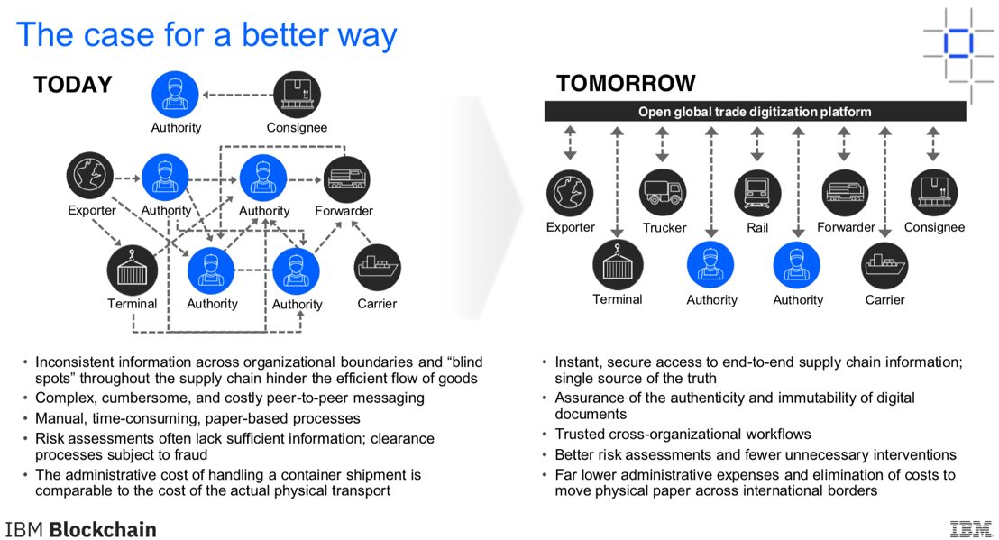 The case for a better way
TODAY
Authority
Consignee
Exporter
Authority
Authority
Forwarder
Terminal
Authority
Authority
Carrier
• Inconsistent information across organizational boundaries and “blind
spots” throughout the supply chain hinder the efficient flow of goods
• Complex, cumbersome, and costly peer-to-peer messaging
• Manual, time-consuming, paper-based processes
• Risk assessments often lack sufficient information; clearance
processes subject to fraud
• The administrative cost of handling a container shipment is
comparable to the cost of the actual physical transport
TOMORROW
Open global trade digitization platform
Exporter
Trucker
Rail
Forwarder
Consignee
Terminal
Authority
Authority
Carrier
• Instant, secure access to end-to-end supply chain information;
single source of the truth
• Assurance of the authenticity and immutability of digital
documents
• Trusted cross-organizational workflows
• Better risk assessments and fewer unnecessary interventions
• Far lower administrative expenses and elimination of costs to
move physical paper across international borders
IBM Blockchain
IBM